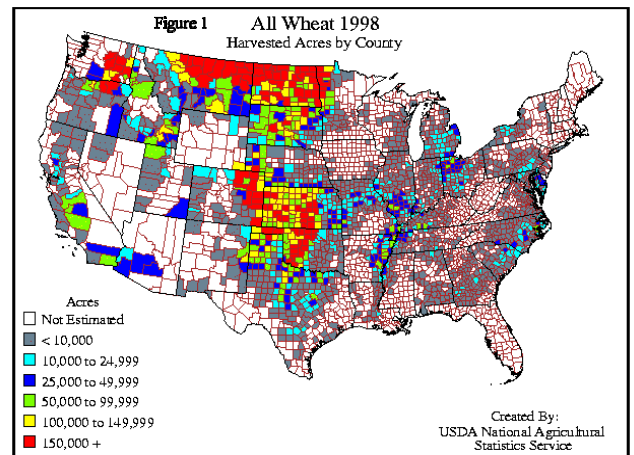 Figure 1
All Wheat 1998
Harvested Acres by County
Acres
Not Estimated
< 10,000
10,000 to 24,999
25,000 to 49,999
50,000 to 99,999
100,000 to 149,999
150,000 +
Created By:
USDA National Agricultural
Statistics Service